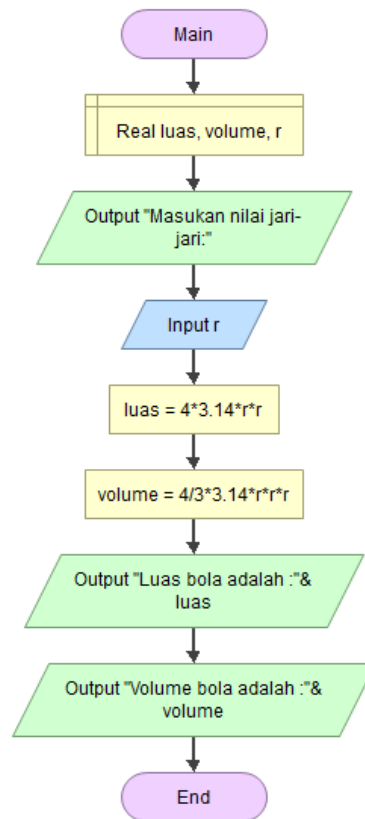 Main
Real luas, volume, r
Output "Masukan nilai jari-
jari:"
Input r
luas = 4*3.14*r*r
volume = 4/3*3.14*r*r*r
Output "Luas bola adalah :"&
luas
Output "Volume bola adalah :"&
volume
End